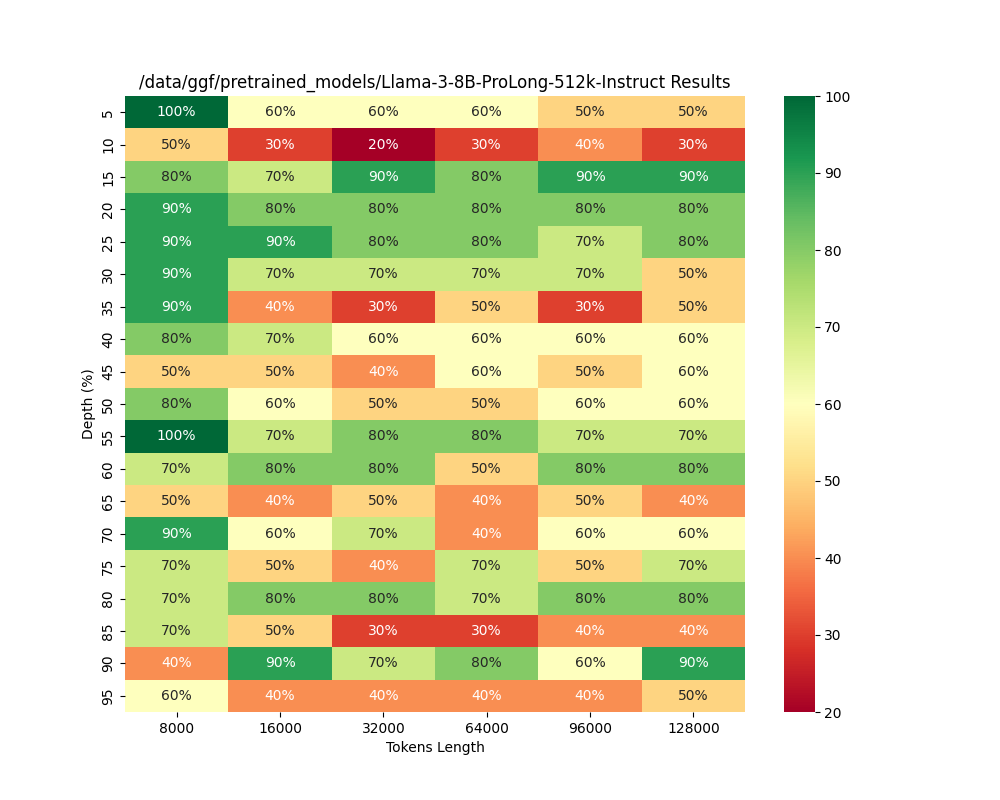 /data/ggf/pretrained_models/Llama-3-8B-ProLong-512k-Instruct Results
5 100% 60% 60% 60% 50% 50%
10 50% 30% 20% 30% 40% 30%
15 80% 70% 90% 80% 90% 90%
20 90% 80% 80% 80% 80% 80%
25 90% 90% 80% 80% 70% 80%
30 90% 70% 70% 70% 70% 50%
35 90% 40% 30% 50% 30% 50%
40 80% 70% 60% 60% 60% 60%
45 50% 50% 40% 60% 50% 60%
50 80% 60% 50% 50% 60% 60%
55 100% 70% 80% 80% 70% 70%
60 70% 80% 80% 50% 80% 80%
65 50% 40% 50% 40% 50% 40%
70 90% 60% 70% 40% 60% 60%
75 70% 50% 40% 70% 50% 70%
80 70% 80% 80% 70% 80% 80%
85 70% 50% 30% 30% 40% 40%
90 40% 90% 70% 80% 60% 90%
95 60% 40% 40% 40% 40% 50%
8000 16000 32000 64000 96000 128000
Tokens Length
Depth (%)
100
90
80
70
60
50
40
30
20